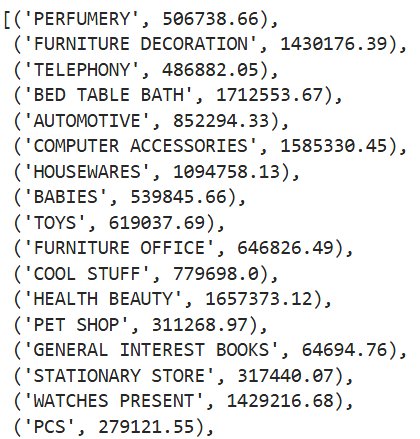 [('PERFUMERY', 506738.66),
('FURNITURE DECORATION', 1430176.39),
('TELEPHONY', 486882.05),
('BED TABLE BATH', 1712553.67),
('AUTOMOTIVE', 852294.33),
('COMPUTER ACCESSORIES', 1585330.45),
('HOUSEWARES', 1094758.13),
('BABIES', 539845.66),
('TOYS', 619037.69),
('FURNITURE OFFICE', 646826.49),
('COOL STUFF', 779698.0),
('HEALTH BEAUTY', 1657373.12),
('PET SHOP', 311268.97),
('GENERAL INTEREST BOOKS', 64694.76),
('STATIONARY STORE', 317440.07),
('WATCHES PRESENT', 1429216.68),
('PCS', 279121.55),